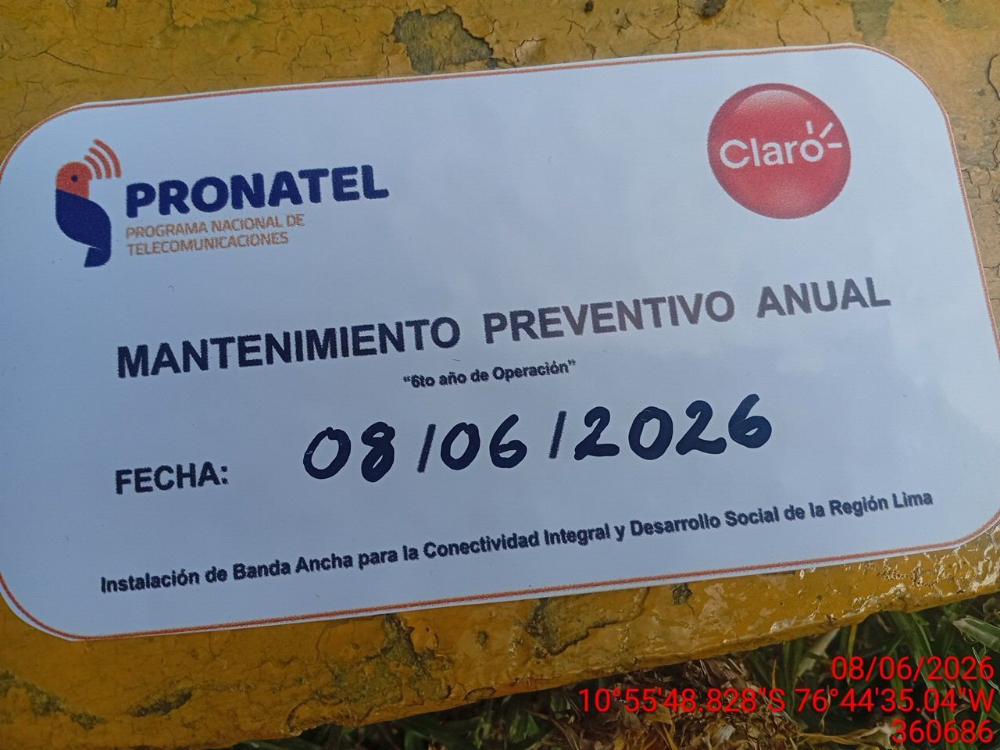 PRONATEL
PROGRAMA NACIONAL DE
TELECOMUNICACIONES
Claro
MANTENIMIENTO PREVENTIVO ANUAL
"6to año de Operación"
FECHA: 08/06/2026
Instalación de Banda Ancha para la Conectividad Integral y Desarrollo Social de la Región Lima
08/06/2026
10°55'48.828"S 76°44'35.04"W
360686